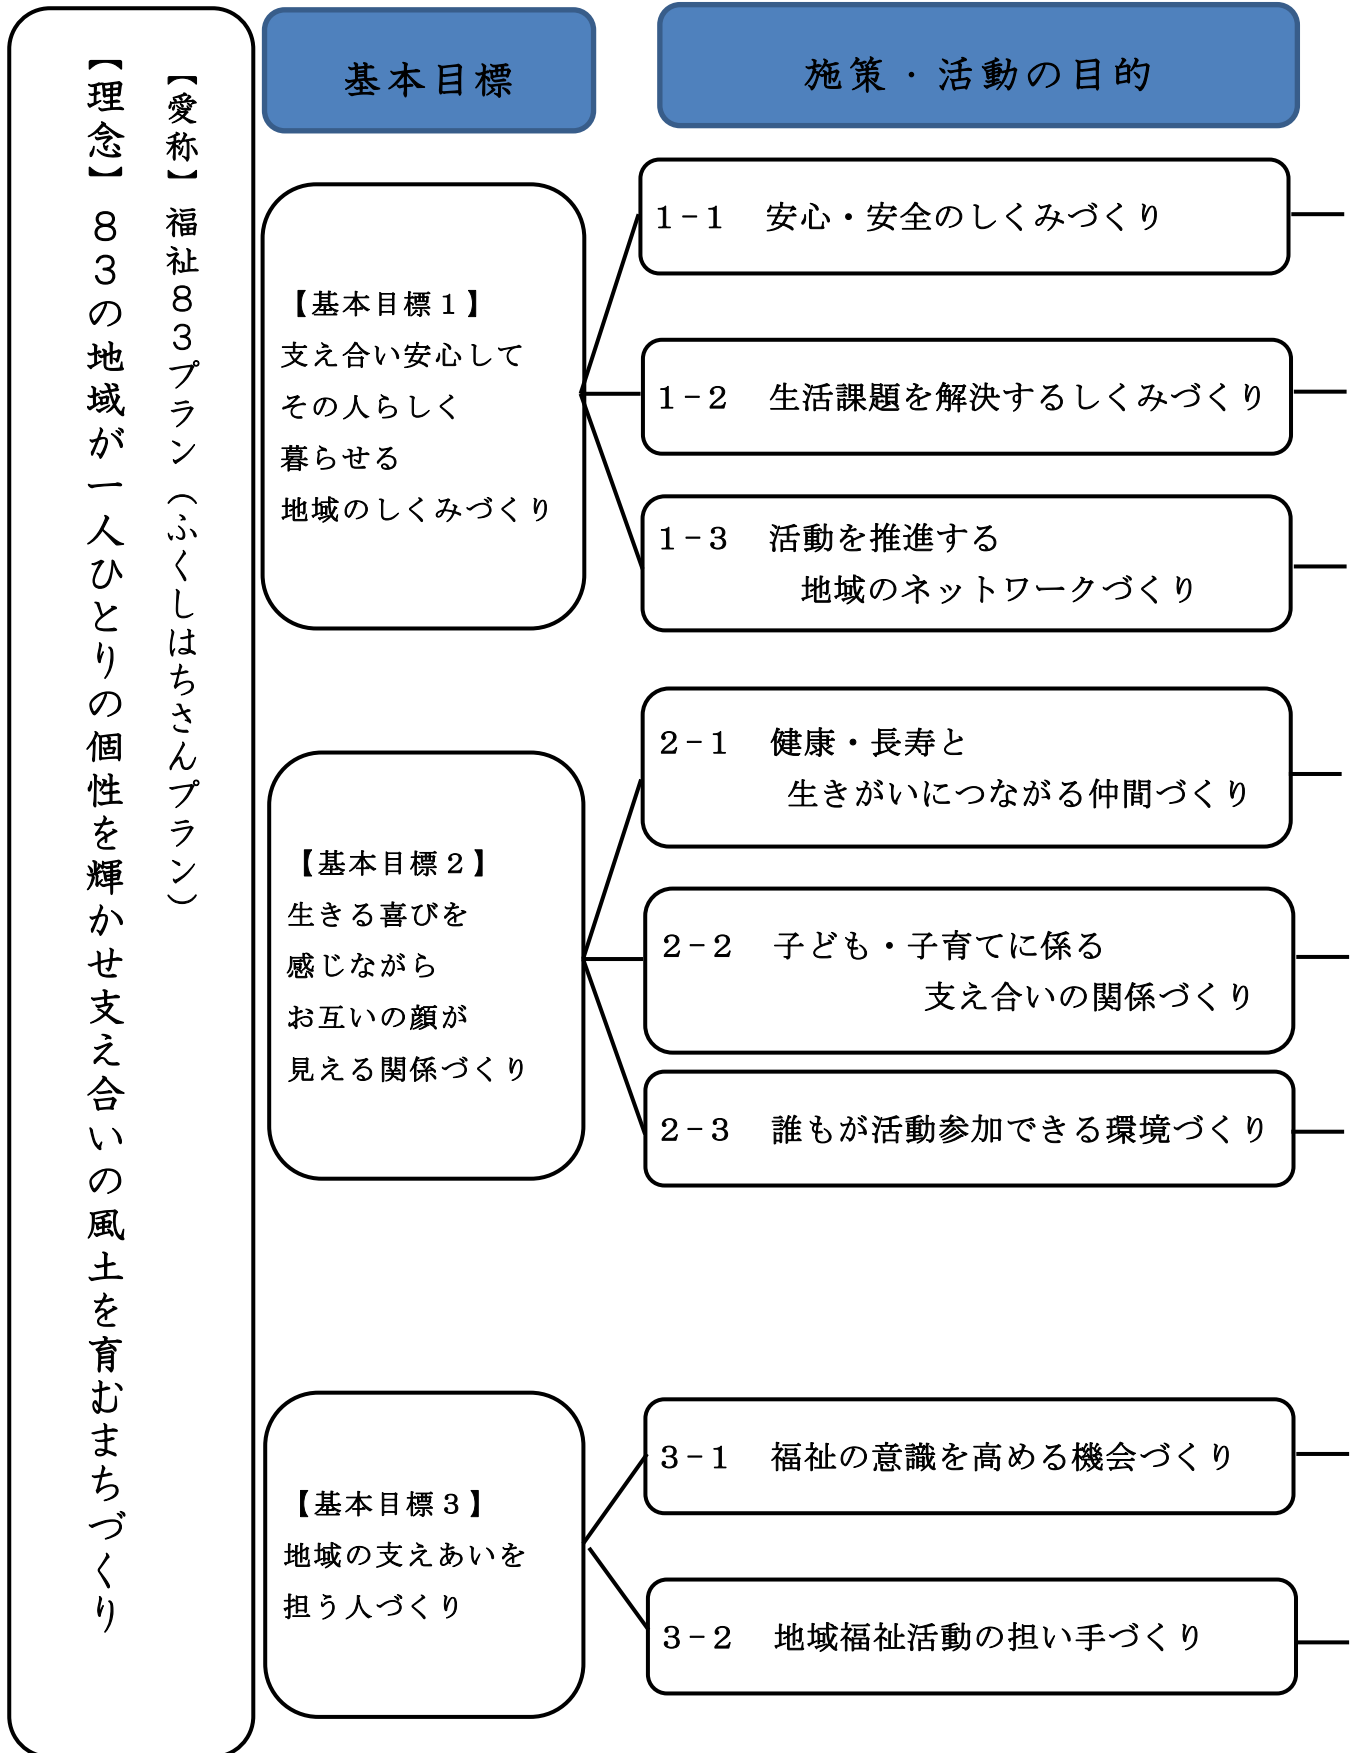 【愛称】福祉８３プラン（ふくしはちさんプラン）
【理念】８３の地域が一人ひとりの個性を輝かせ支え合いの風土を育むまちづくり
基本目標
施策・活動の目的
【基本目標１】
支え合い安心して
その人らしく
暮らせる
地域のしくみづくり
１−１　安心・安全のしくみづくり
１−２　生活課題を解決するしくみづくり
１−３　活動を推進する
地域のネットワークづくり
【基本目標２】
生きる喜びを
感じながら
お互いの顔が
見える関係づくり
２−１　健康・長寿と
生きがいにつながる仲間づくり
２−２　子ども・子育てに係る
支え合いの関係づくり
２−３　誰もが活動参加できる環境づくり
【基本目標３】
地域の支えあいを
担う人づくり
３−１　福祉の意識を高める機会づくり
３−２　地域福祉活動の担い手づくり